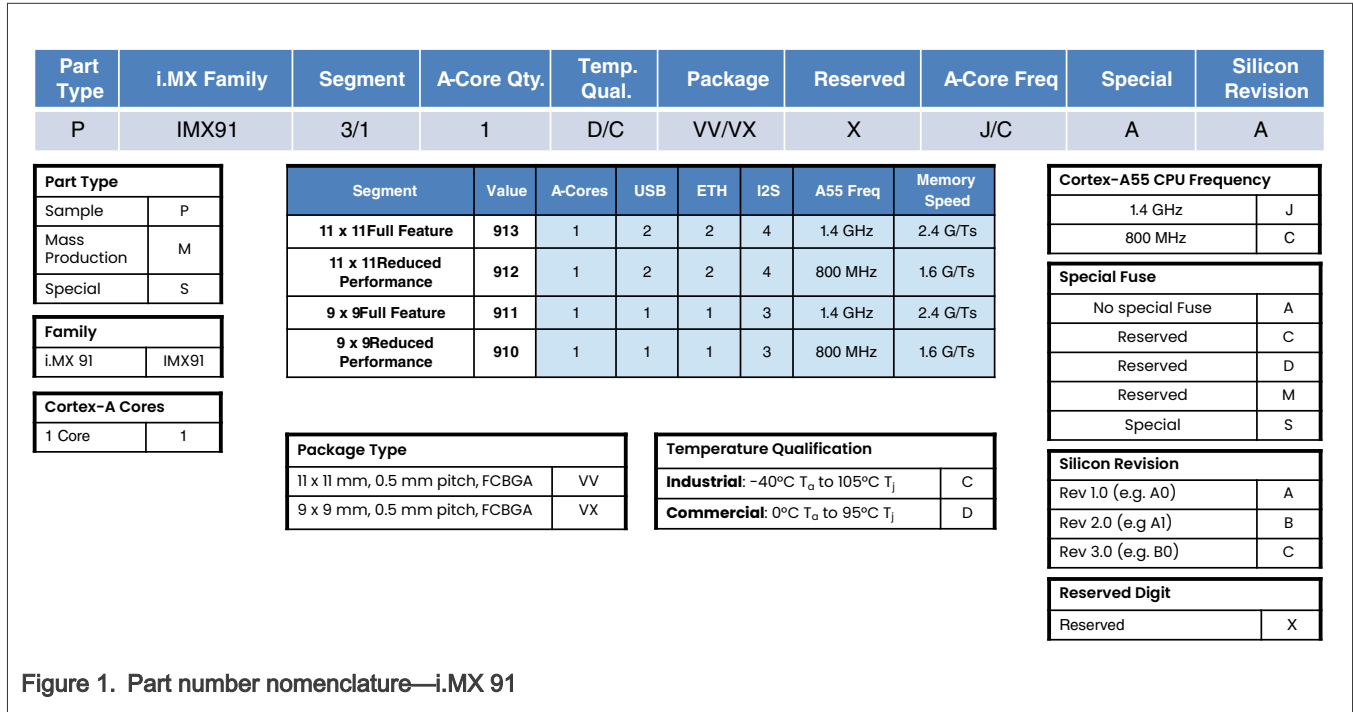 Part Type | i.MX Family | Segment | A-Core Qty. | Temp. Qual. | Package | Reserved | A-Core Freq | Special | Silicon Revision
P | IMX91 | 3/1 | 1 | D/C | VV/VX | X | J/C | A | A
Part Type
Sample | P
Mass Production | M
Special | S
Family
i.MX 91 | IMX91
Cortex-A Cores
1 Core | 1
Segment | Value | A-Cores | USB | ETH | I2S | A55 Freq | Memory Speed
11 x 11Full Feature | 913 | 1 | 2 | 2 | 4 | 1.4 GHz | 2.4 G/Ts
11 x 11Reduced Performance | 912 | 1 | 2 | 2 | 4 | 800 MHz | 1.6 G/Ts
9 x 9Full Feature | 911 | 1 | 1 | 1 | 3 | 1.4 GHz | 2.4 G/Ts
9 x 9Reduced Performance | 910 | 1 | 1 | 1 | 3 | 800 MHz | 1.6 G/Ts
Package Type
11 x 11 mm, 0.5 mm pitch, FCBGA | VV
9 x 9 mm, 0.5 mm pitch, FCBGA | VX
Temperature Qualification
Industrial: -40°C Ta to 105°C Tj | C
Commercial: 0°C Ta to 95°C Tj | D
Cortex-A55 CPU Frequency
1.4 GHz | J
800 MHz | C
Special Fuse
No special Fuse | A
Reserved | C
Reserved | D
Reserved | M
Special | S
Silicon Revision
Rev 1.0 (e.g. A0) | A
Rev 2.0 (e.g A1) | B
Rev 3.0 (e.g. B0) | C
Reserved Digit
Reserved | X
Figure 1. Part number nomenclature—i.MX 91